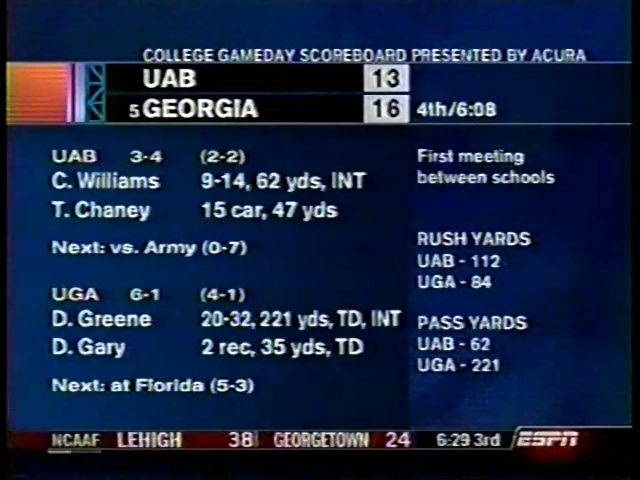 COLLEGE GAMEDAY SCOREBOARD PRESENTED BY ACURA
UAB 13
5 GEORGIA 16 4th/6:08
UAB 3-4 (2-2)
C. Williams 9-14, 62 yds, INT
T. Chaney 15 car, 47 yds
Next: vs. Army (0-7)
UGA 6-1 (4-1)
D. Greene 20-32, 221 yds, TD, INT
D. Gary 2 rec, 35 yds, TD
Next: at Florida (5-3)
First meeting
between schools
RUSH YARDS
UAB - 112
UGA - 84
PASS YARDS
UAB - 62
UGA - 221
NCAAF LEHIGH 38 GEORGETOWN 24 6:29 3rd ESPN